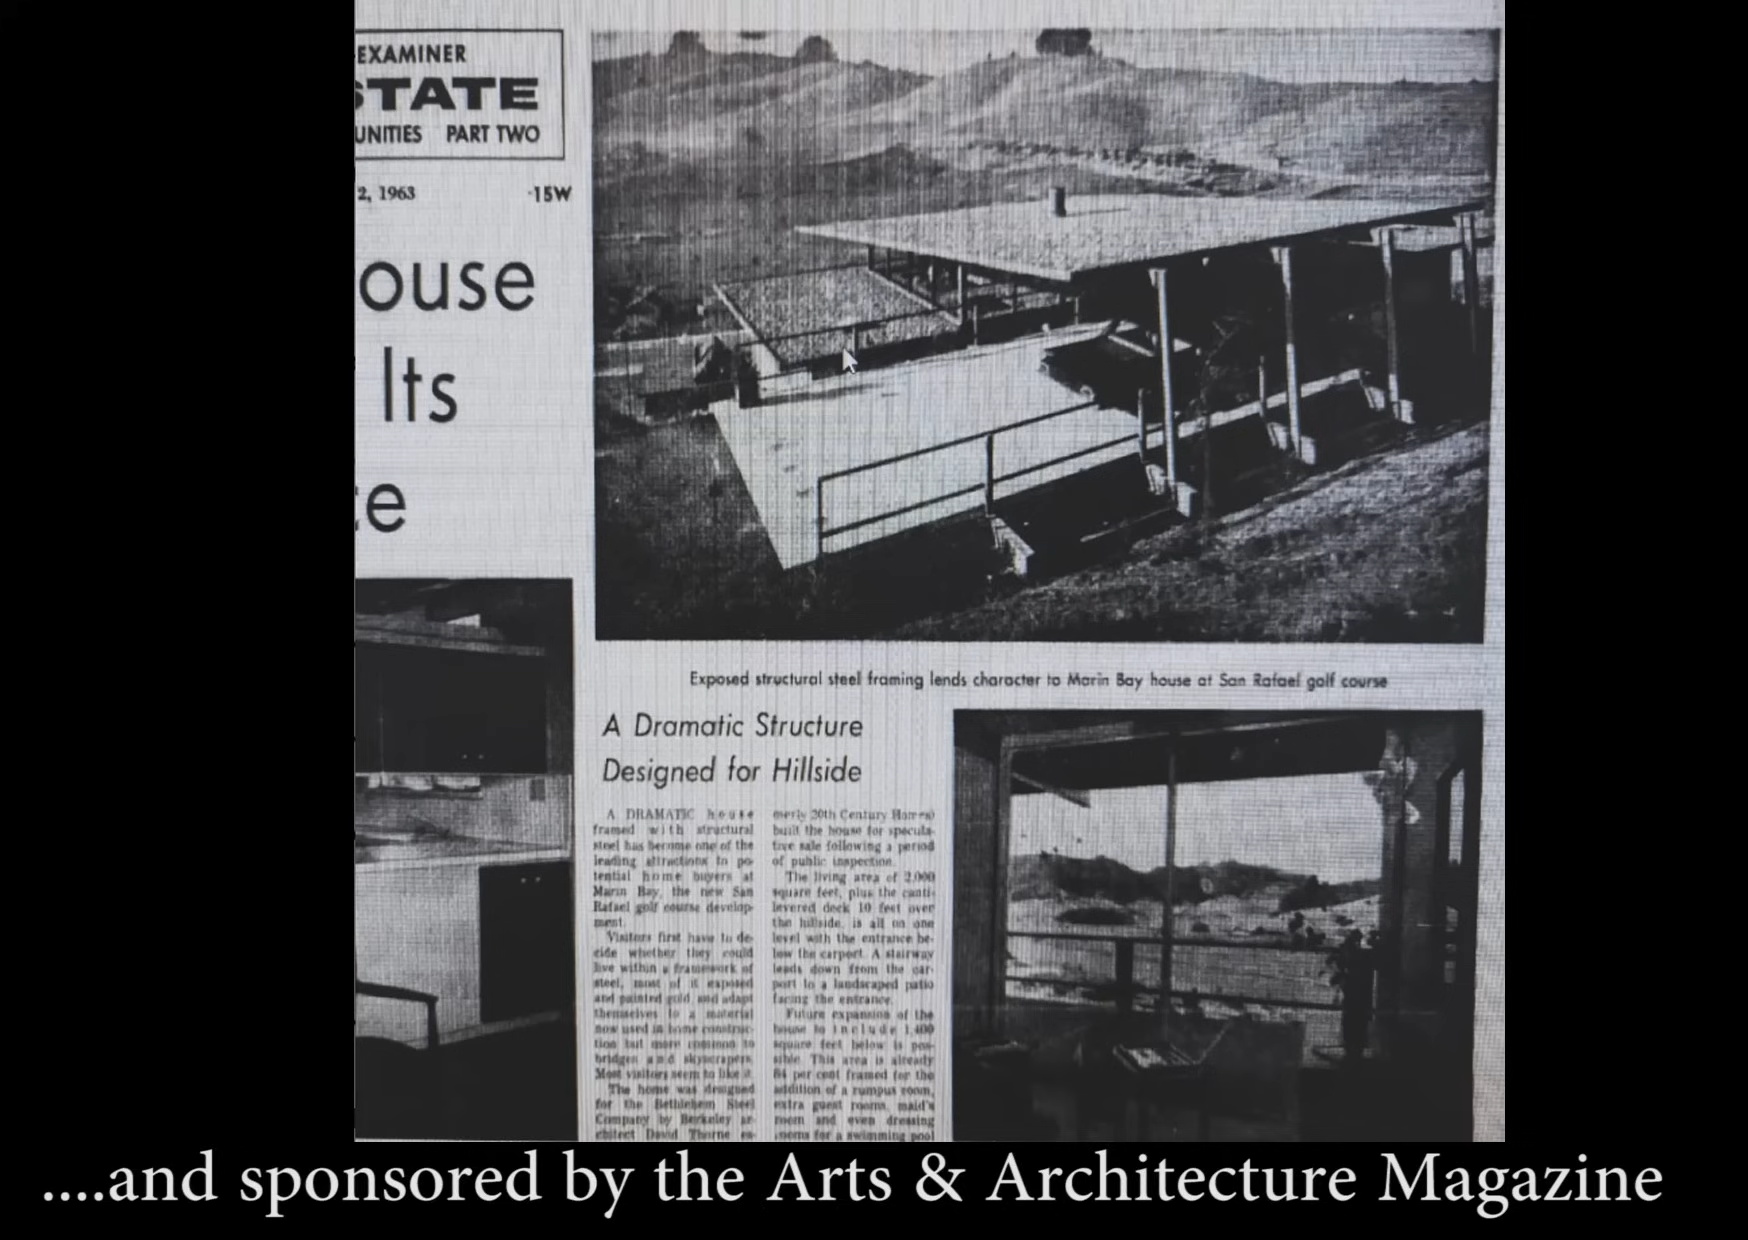 EXAMINER
STATE
UNITIES PART TWO
2, 1963 -15W
ouse
Its
e
Exposed structural steel framing lends character to Marin Bay house at San Rafael golf course
A Dramatic Structure
Designed for Hillside
A DRAMATIC house
framed with structural
steel has become one of the
leading attractions to po-
tential home buyers at
Marin Bay, the new San
Rafael golf course develop-
ment.
Visitors first have to de-
cide whether they could
live within a framework of
steel, most of it exposed
and painted gold, and adapt
themselves to a material
now used in home construc-
tion but more common to
bridges and skyscrapers.
Most visitors seem to like it.
The home was designed
for the Bethlehem Steel
Company by Berkeley ar-
chitect David Thorne
merly 20th Century Homes)
built the house for specula-
tive sale following a period
of public inspection.
The living area of 2,000
square feet, plus the canti-
levered deck 10 feet over
the hillside, is all on one
level with the entrance be-
low the carport. A stairway
leads down from the car-
port to a landscaped patio
facing the entrance.
Future expansion of the
house to include 1,400
square feet below is pos-
sible. This area is already
84 per cent framed for the
addition of a rumpus room,
extra guest rooms, maid's
room and even dressing
rooms for a swimming pool
....and sponsored by the Arts & Architecture Magazine